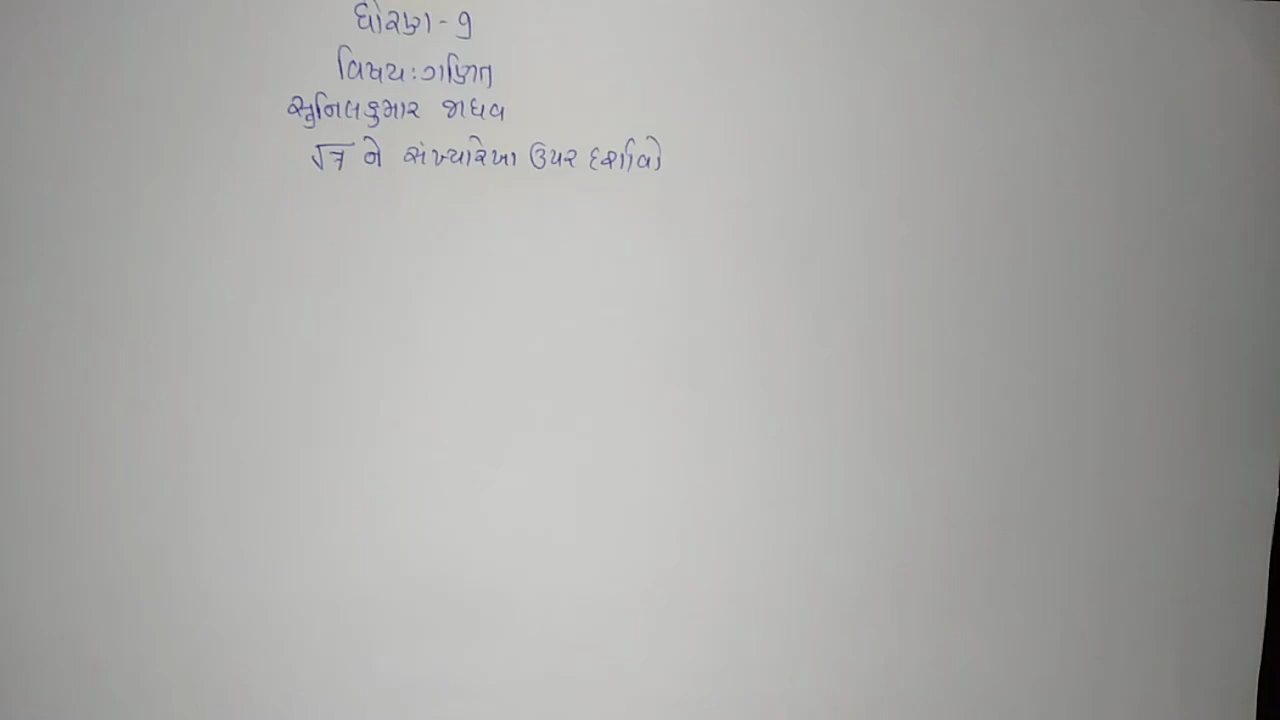 ધોરણ - 9
વિષય : ગણિત
સુનિલકુમાર જાધવ
√7 ને સંખ્યારેખા ઉપર દર્શાવો